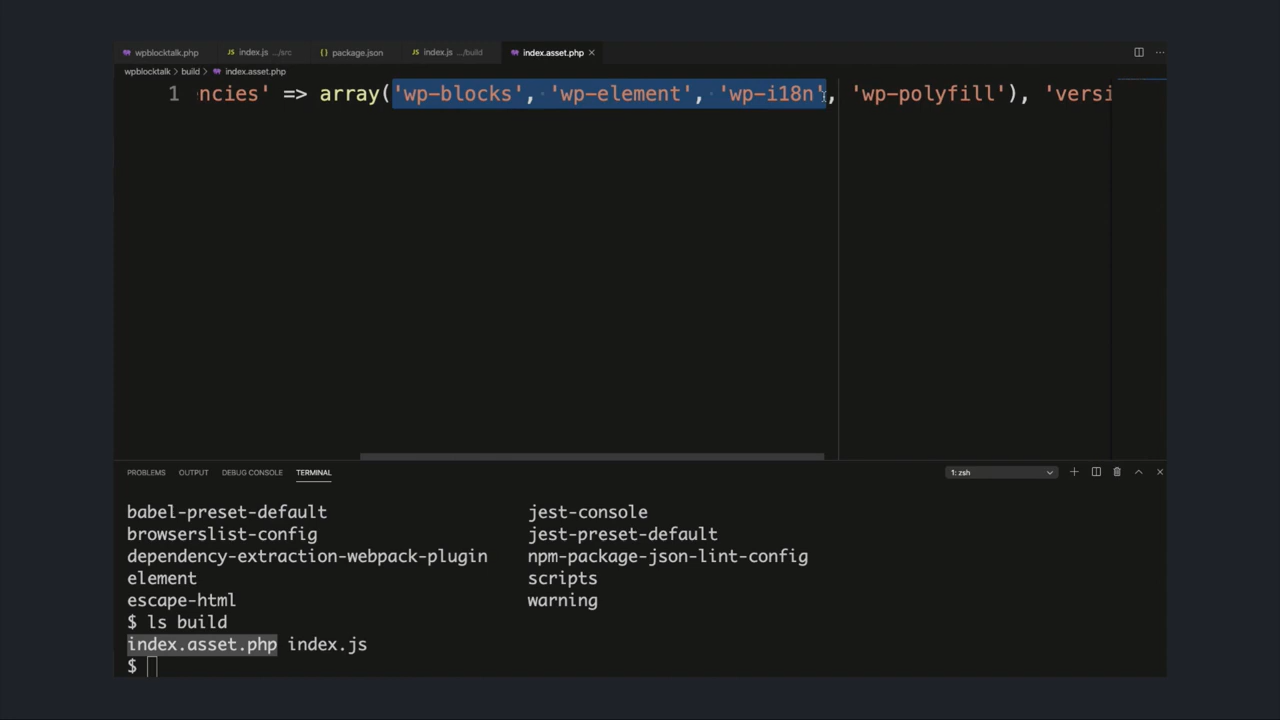 wpblocktalk.php JS index.js .../src {} package.json JS index.js .../build index.asset.php ×
wpblocktalk > build > index.asset.php
1 ncies' => array('wp-blocks', 'wp-element', 'wp-i18n', 'wp-polyfill'), 'versi
PROBLEMS OUTPUT DEBUG CONSOLE TERMINAL 1: zsh
babel-preset-default jest-console
browserslist-config jest-preset-default
dependency-extraction-webpack-plugin npm-package-json-lint-config
element scripts
escape-html warning
$ ls build
index.asset.php index.js
$